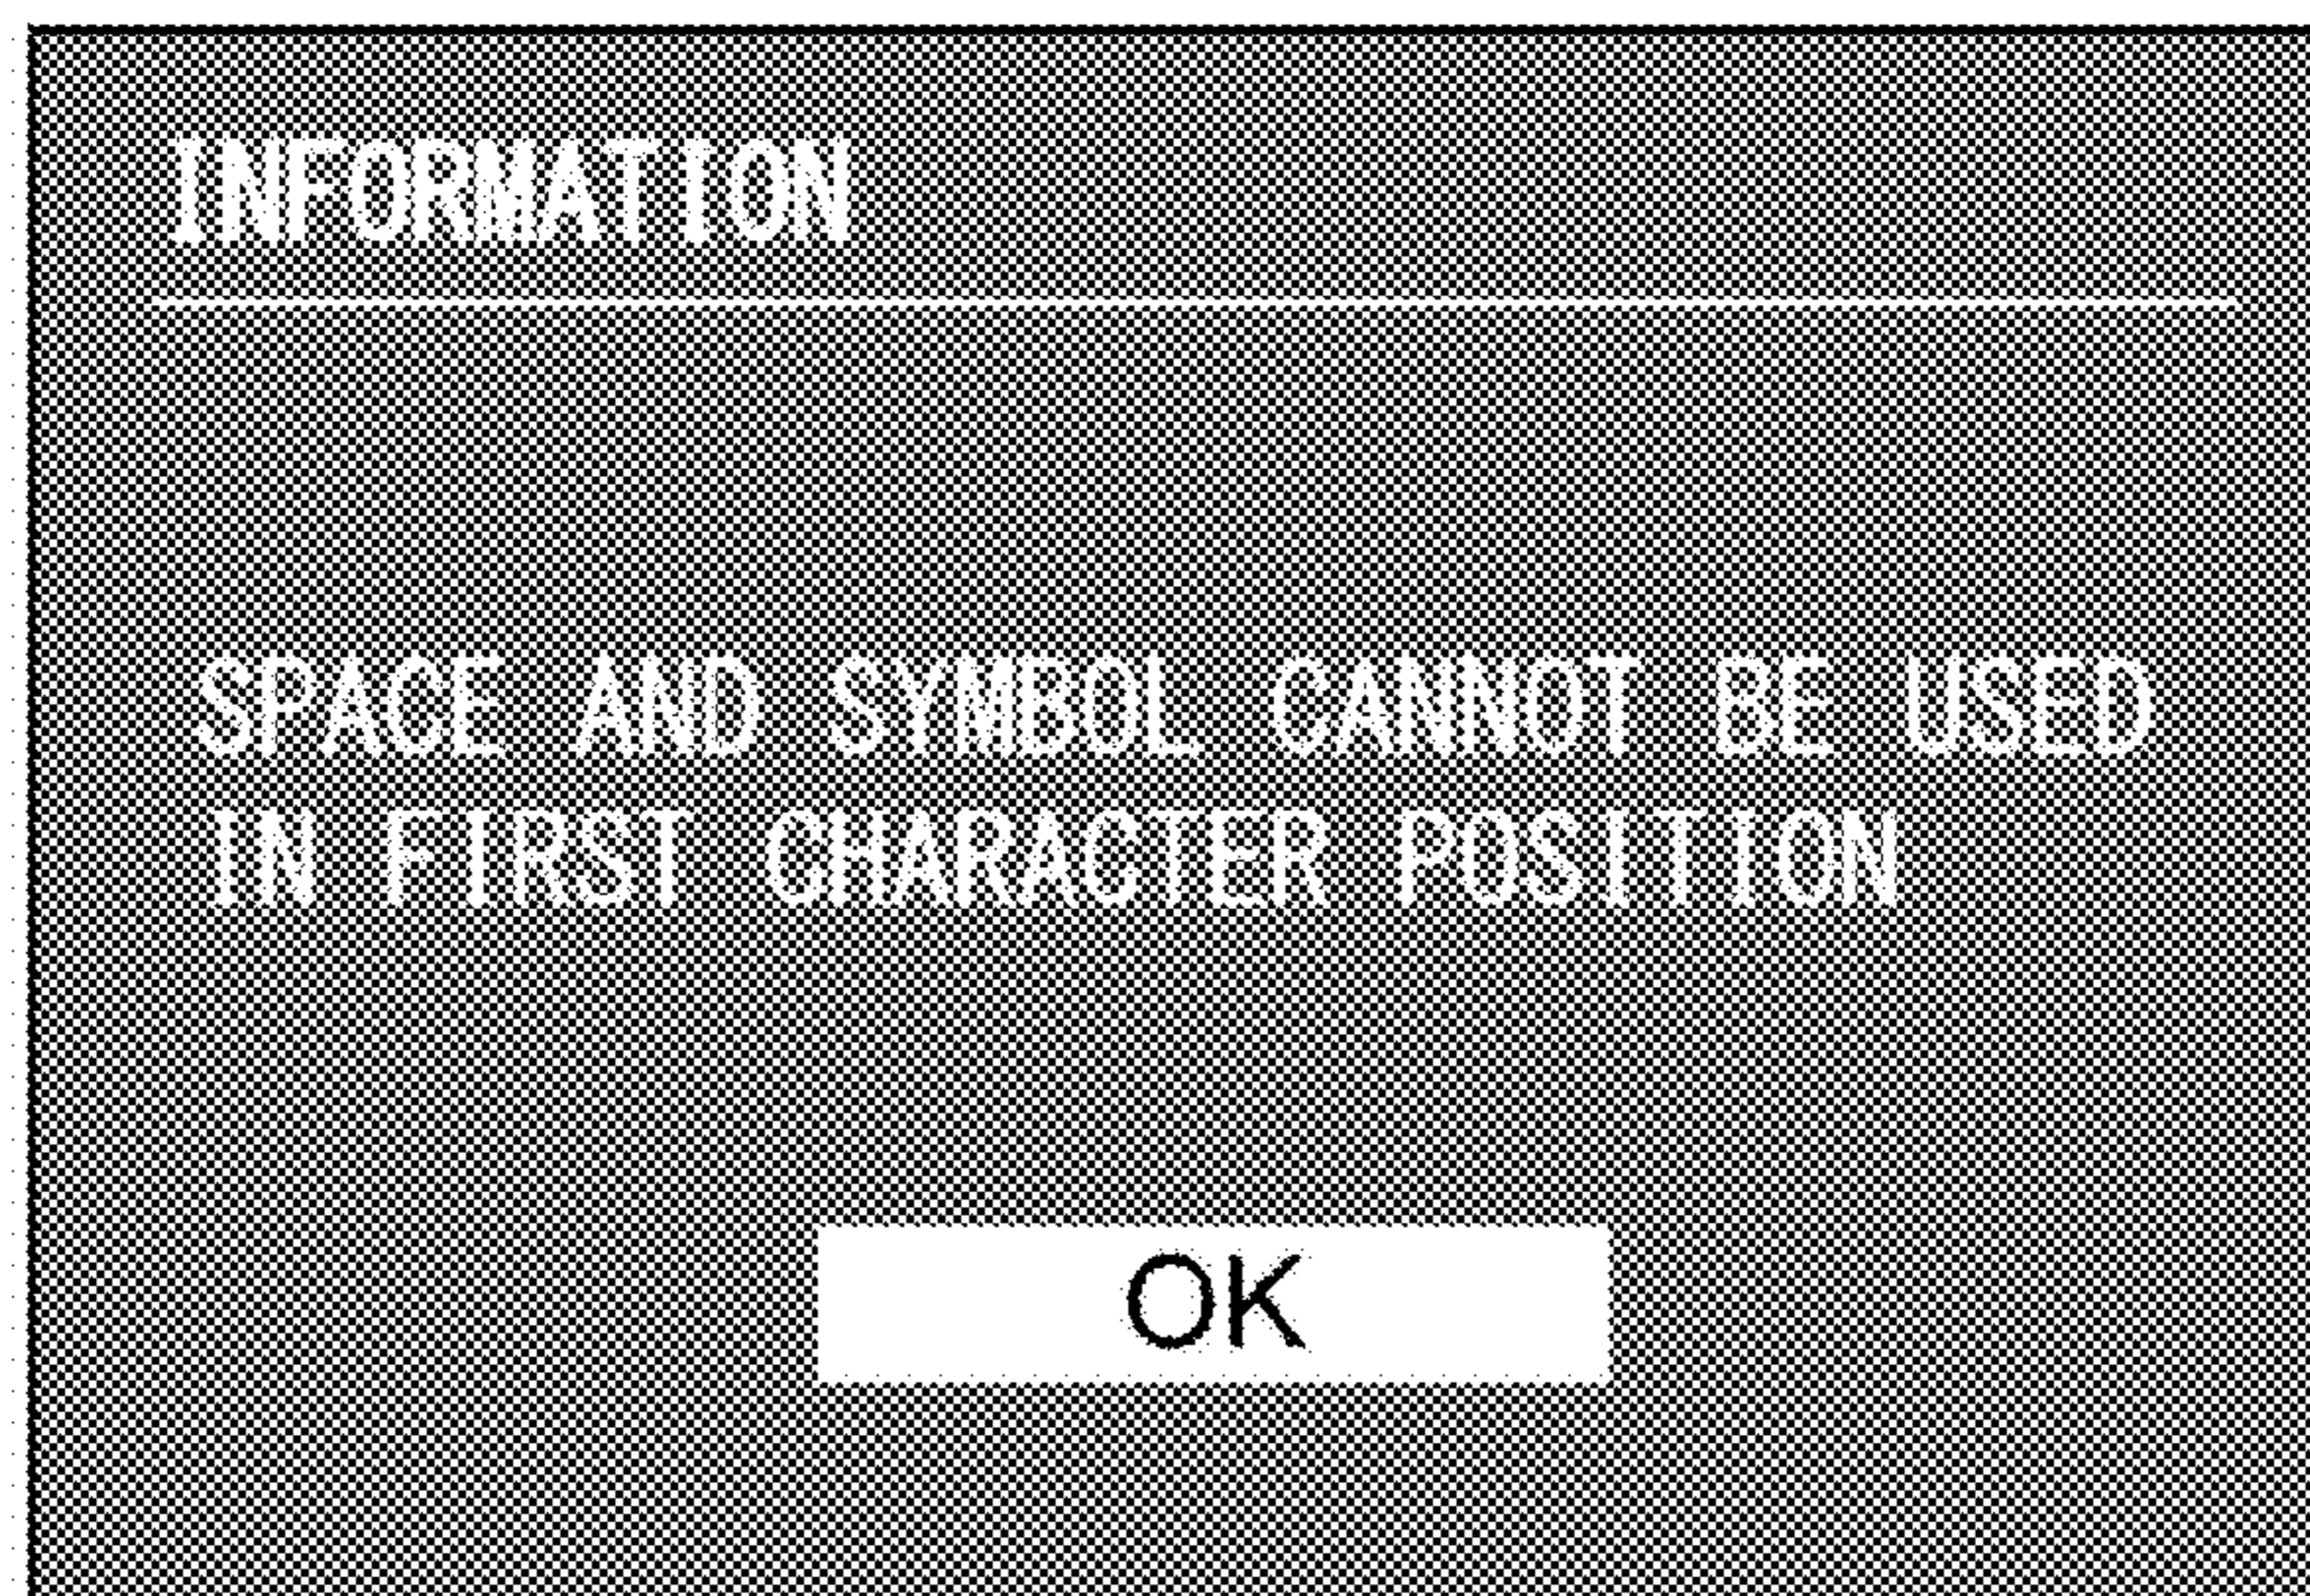 INFORMATION
SPACE AND SYMBOL CANNOT BE USED
IN FIRST CHARACTER POSITION
OK